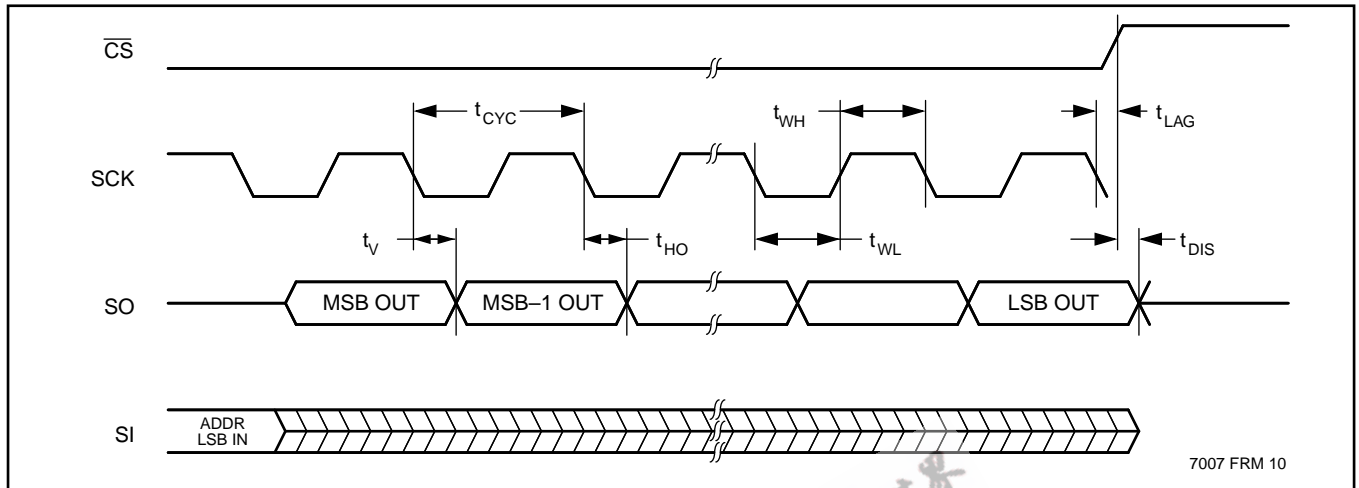 CS
tCYC
tWH
tLAG
SCK
tV
tHO
tWL
tDIS
SO
MSB OUT
MSB–1 OUT
LSB OUT
SI
ADDR
LSB IN
7007 FRM 10